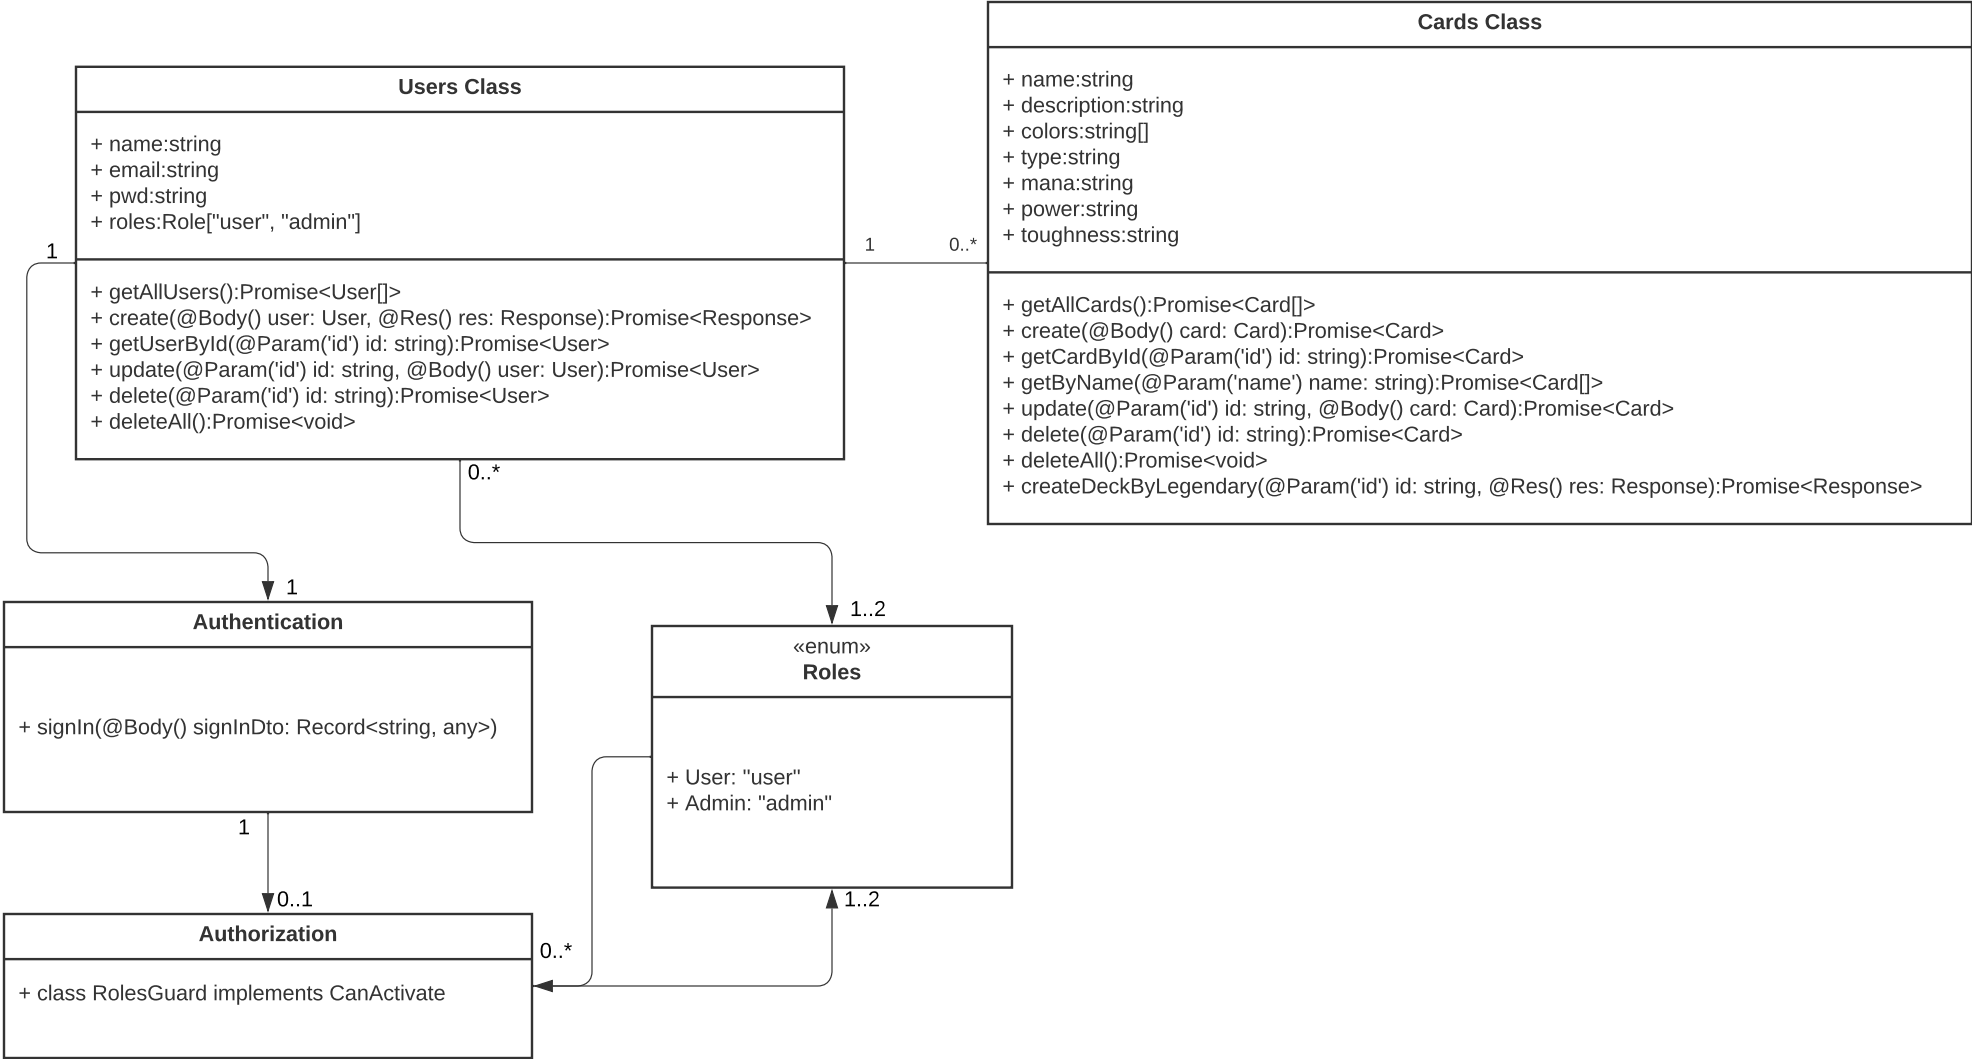 Users Class
+ name:string
+ email:string
+ pwd:string
+ roles:Role["user", "admin"]
+ getAllUsers():Promise<User[]>
+ create(@Body() user: User, @Res() res: Response):Promise<Response>
+ getUserById(@Param('id') id: string):Promise<User>
+ update(@Param('id') id: string, @Body() user: User):Promise<User>
+ delete(@Param('id') id: string):Promise<User>
+ deleteAll():Promise<void>
1
0..*
Cards Class
+ name:string
+ description:string
+ colors:string[]
+ type:string
+ mana:string
+ power:string
+ toughness:string
+ getAllCards():Promise<Card[]>
+ create(@Body() card: Card):Promise<Card>
+ getCardById(@Param('id') id: string):Promise<Card>
+ getByName(@Param('name') name: string):Promise<Card[]>
+ update(@Param('id') id: string, @Body() card: Card):Promise<Card>
+ delete(@Param('id') id: string):Promise<Card>
+ deleteAll():Promise<void>
+ createDeckByLegendary(@Param('id') id: string, @Res() res: Response):Promise<Response>
1
0..*
1
1..2
Authentication
+ signIn(@Body() signInDto: Record<string, any>)
«enum»
Roles
+ User: "user"
+ Admin: "admin"
1
0..1
1..2
0..*
Authorization
+ class RolesGuard implements CanActivate